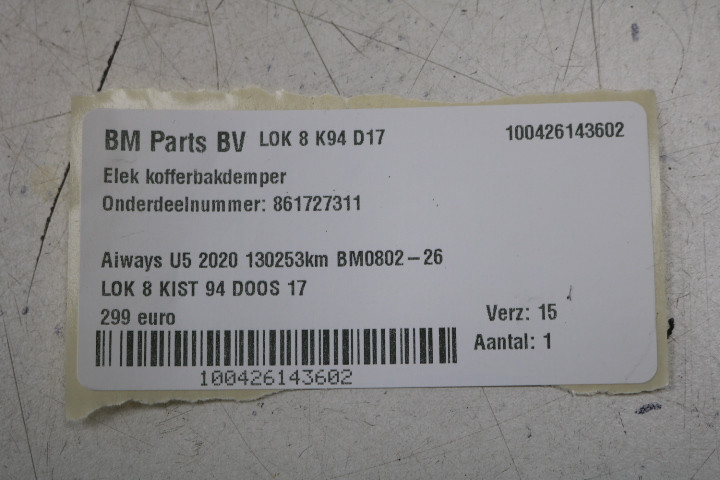 BM Parts BV LOK 8 K94 D17 100426143602
Elek kofferbakdemper
Onderdeelnummer: 861727311
Aiways U5 2020 130253km BM0802-26
LOK 8 KIST 94 DOOS 17
299 euro Verz: 15
Aantal: 1
100426143602